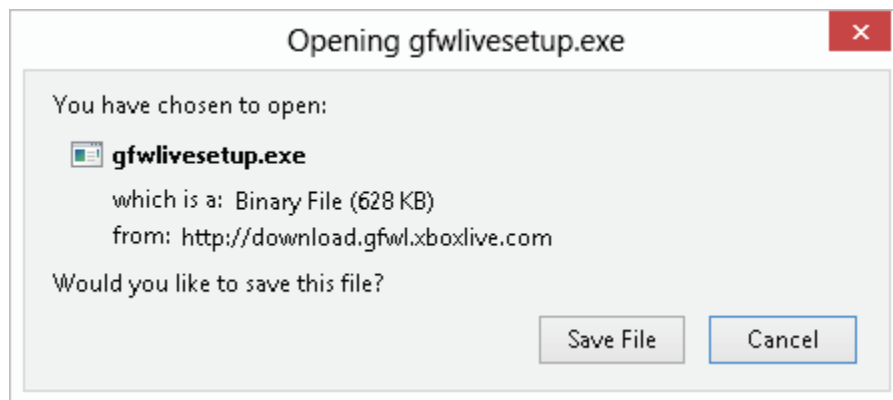 Opening gfwlivesetup.exe
You have chosen to open:
gfwlivesetup.exe
which is a: Binary File (628 KB)
from: http://download.gfwl.xboxlive.com
Would you like to save this file?
Save File Cancel